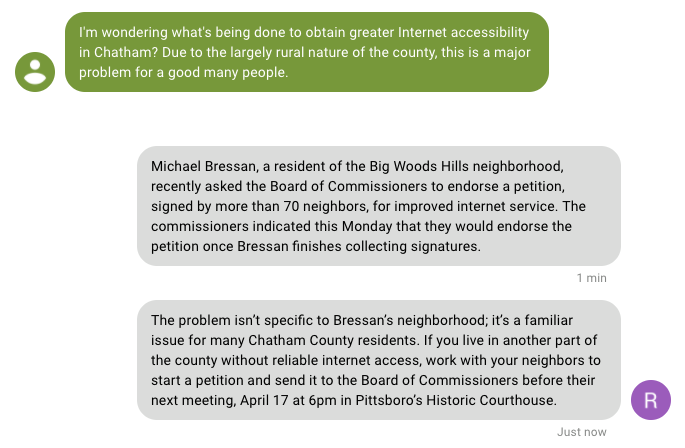 I'm wondering what's being done to obtain greater Internet accessibility
in Chatham? Due to the largely rural nature of the county, this is a major
problem for a good many people.
Michael Bressan, a resident of the Big Woods Hills neighborhood,
recently asked the Board of Commissioners to endorse a petition,
signed by more than 70 neighbors, for improved internet service. The
commissioners indicated this Monday that they would endorse the
petition once Bressan finishes collecting signatures.
1 min
The problem isn’t specific to Bressan’s neighborhood; it’s a familiar
issue for many Chatham County residents. If you live in another part of
the county without reliable internet access, work with your neighbors to
start a petition and send it to the Board of Commissioners before their
next meeting, April 17 at 6pm in Pittsboro’s Historic Courthouse.
R
Just now